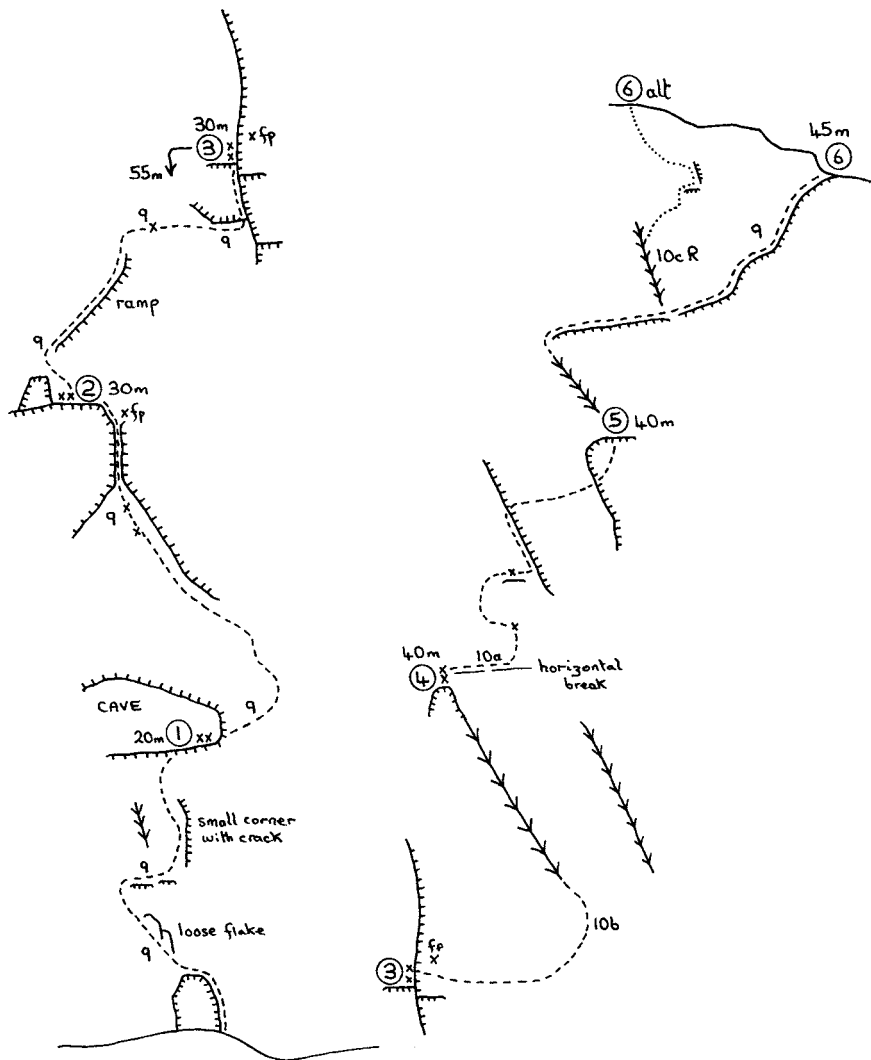 6 alt
45m
6
9
10cR
30m
x fp
3
55m
9
9
ramp
9
2 30m
fp
9
5 40m
40m
10a
4
horizontal
break
CAVE
9
20m 1
small corner
with crack
9
loose flake
9
10b
fp
3